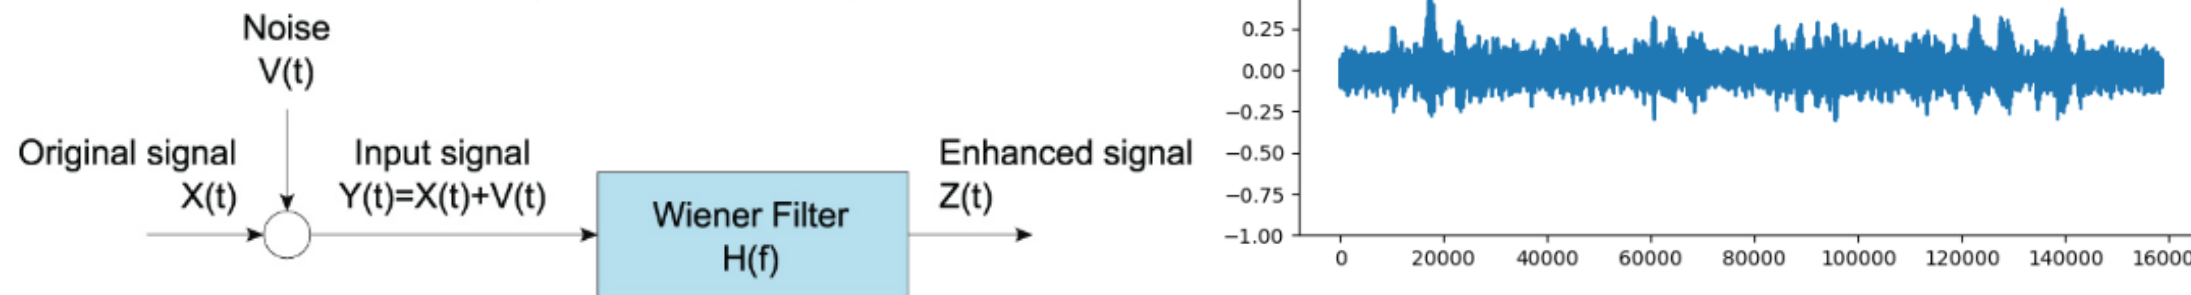 Noise
V(t)
Original signal
X(t)
Input signal
Y(t)=X(t)+V(t)
Wiener Filter
H(f)
Enhanced signal
Z(t)
0.25
0.00
−0.25
−0.50
−0.75
−1.00
0 20000 40000 60000 80000 100000 120000 140000